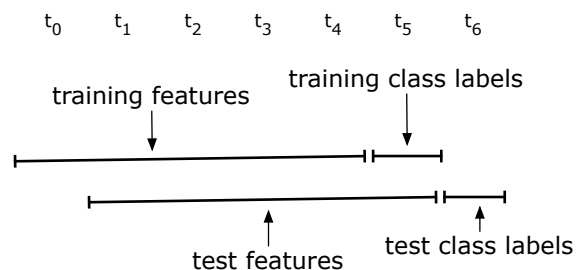 t0 t1 t2 t3 t4 t5 t6
training class labels
training features
test features
test class labels